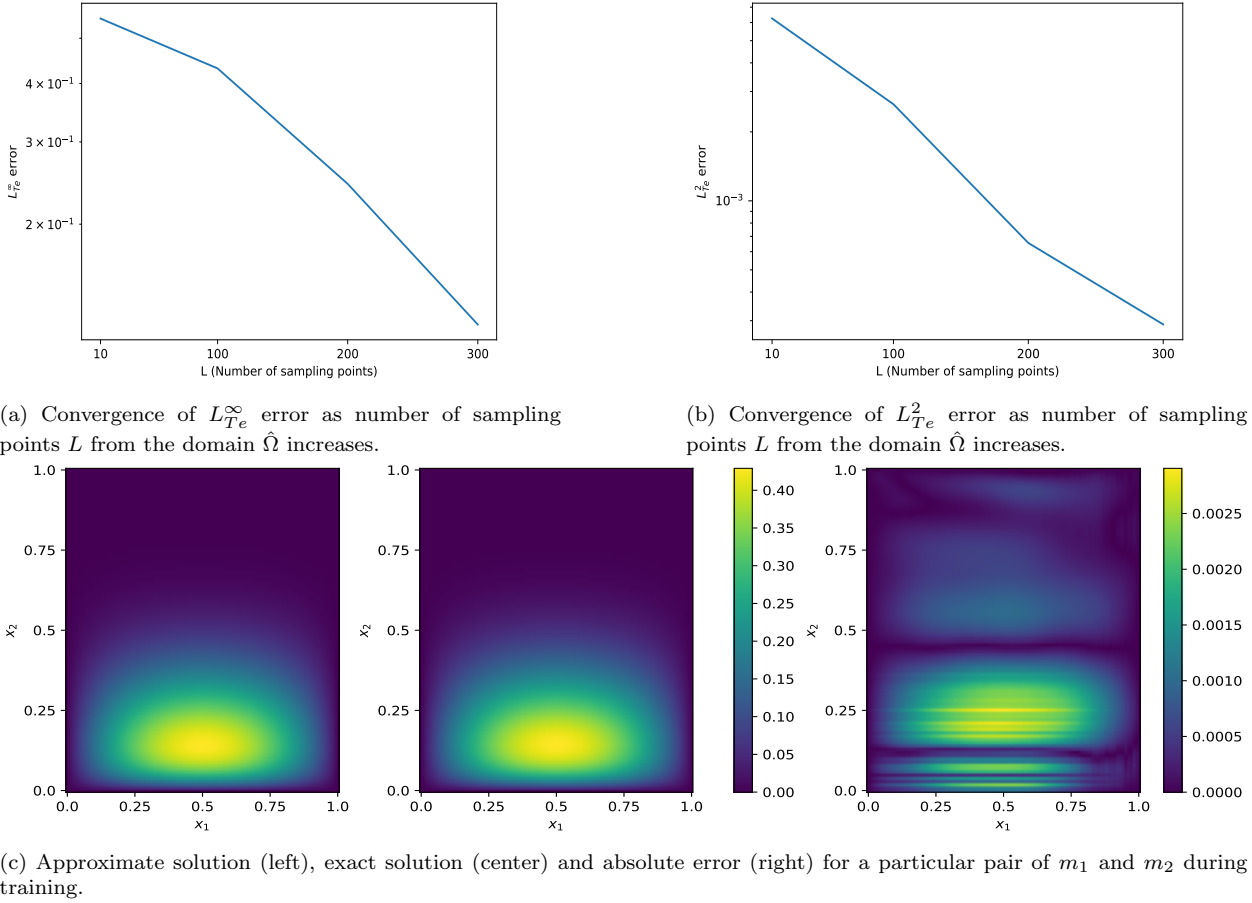 4 × 10⁻¹
3 × 10⁻¹
2 × 10⁻¹
L^∞_{Te} error
10 100 200 300
L (Number of sampling points)
10⁻³
L^2_{Te} error
10 100 200 300
L (Number of sampling points)
(a) Convergence of L^∞_{Te} error as number of sampling
points L from the domain Ω̂ increases.
(b) Convergence of L^2_{Te} error as number of sampling
points L from the domain Ω̂ increases.
1.0
0.75
0.5
0.25
0.0
x₂
0.0 0.25 0.5 0.75 1.0
x₁
1.0
0.75
0.5
0.25
0.0
x₂
0.0 0.25 0.5 0.75 1.0
x₁
0.40
0.35
0.30
0.25
0.20
0.15
0.10
0.05
0.00
1.0
0.75
0.5
0.25
0.0
x₂
0.0 0.25 0.5 0.75 1.0
x₁
0.0025
0.0020
0.0015
0.0010
0.0005
0.0000
(c) Approximate solution (left), exact solution (center) and absolute error (right) for a particular pair of m₁ and m₂ during
training.